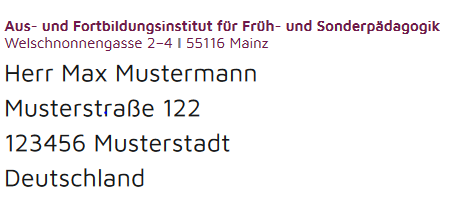 Aus- und Fortbildungsinstitut für Früh- und Sonderpädagogik
Welschnonnengasse 2–4 I 55116 Mainz
Herr Max Mustermann
Musterstraße 122
123456 Musterstadt
Deutschland